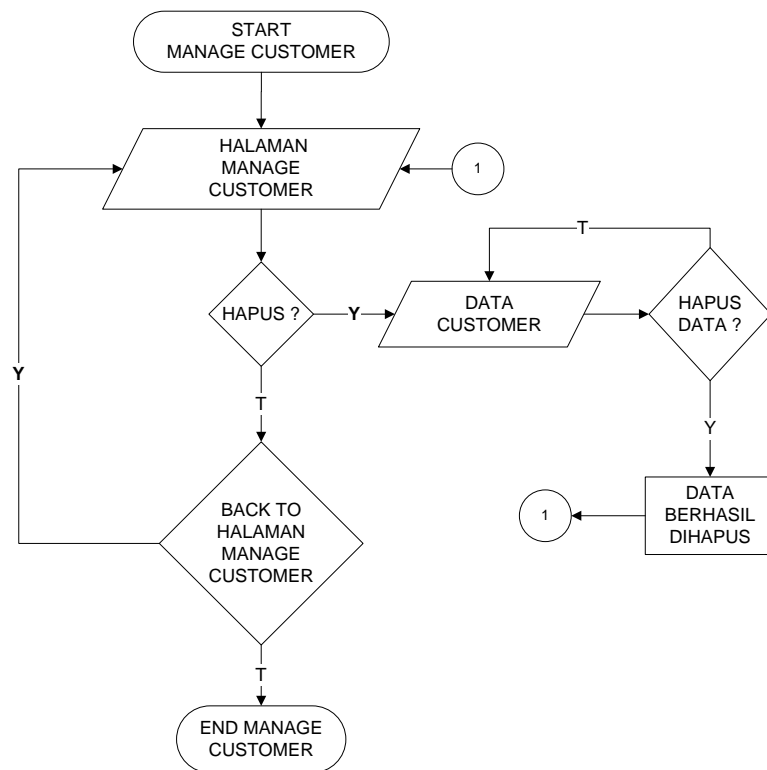 START
MANAGE CUSTOMER
HALAMAN
MANAGE
CUSTOMER
1
T
HAPUS ?
Y
DATA
CUSTOMER
HAPUS
DATA ?
Y
T
Y
BACK TO
HALAMAN
MANAGE
CUSTOMER
1
DATA
BERHASIL
DIHAPUS
T
END MANAGE
CUSTOMER